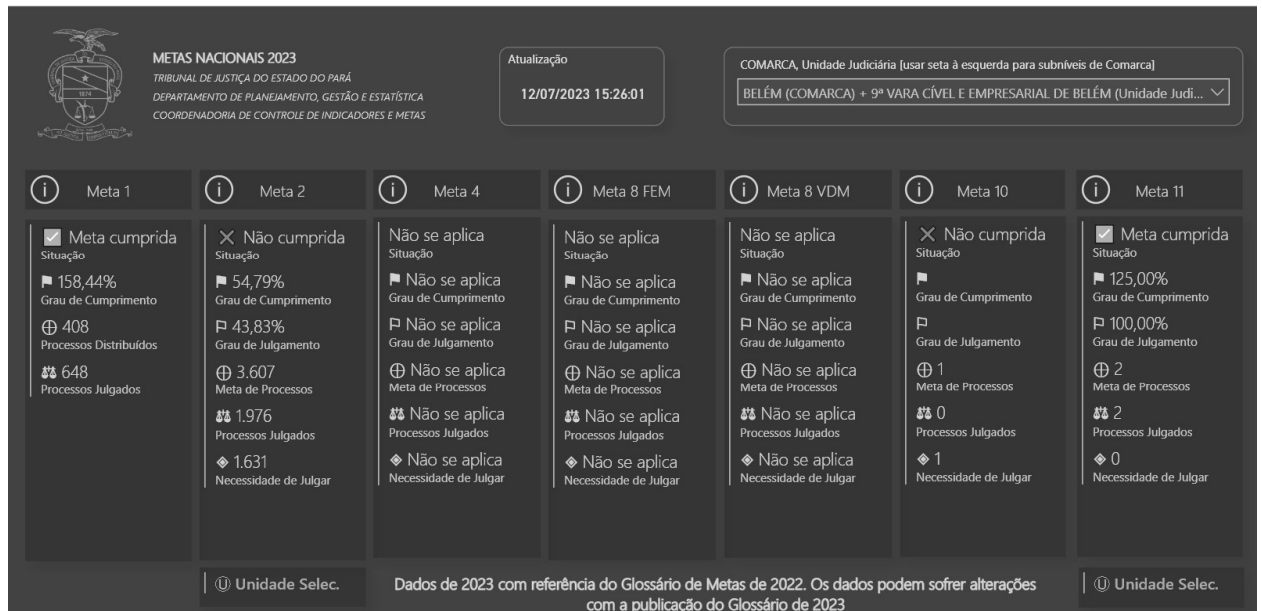 METAS NACIONAIS 2023
TRIBUNAL DE JUSTIÇA DO ESTADO DO PARÁ
DEPARTAMENTO DE PLANEJAMENTO, GESTÃO E ESTATÍSTICA
COORDENADORIA DE CONTROLE DE INDICADORES E METAS
1874
Atualização
12/07/2023 15:26:01
COMARCA, Unidade Judiciária [usar seta à esquerda para subníveis de Comarca]
BELÉM (COMARCA) + 9ª VARA CÍVEL E EMPRESARIAL DE BELÉM (Unidade Judi...
Meta 1
Meta cumprida
Situação
158,44%
Grau de Cumprimento
408
Processos Distribuídos
648
Processos Julgados
Meta 2
Não cumprida
Situação
54,79%
Grau de Cumprimento
43,83%
Grau de Julgamento
3.607
Meta de Processos
1.976
Processos Julgados
1.631
Necessidade de Julgar
Unidade Selec.
Meta 4
Não se aplica
Situação
Não se aplica
Grau de Cumprimento
Não se aplica
Grau de Julgamento
Não se aplica
Meta de Processos
Não se aplica
Processos Julgados
Não se aplica
Necessidade de Julgar
Meta 8 FEM
Não se aplica
Situação
Não se aplica
Grau de Cumprimento
Não se aplica
Grau de Julgamento
Não se aplica
Meta de Processos
Não se aplica
Processos Julgados
Não se aplica
Necessidade de Julgar
Meta 8 VDM
Não se aplica
Situação
Não se aplica
Grau de Cumprimento
Não se aplica
Grau de Julgamento
Não se aplica
Meta de Processos
Não se aplica
Processos Julgados
Não se aplica
Necessidade de Julgar
Meta 10
Não cumprida
Situação
Grau de Cumprimento
Grau de Julgamento
1
Meta de Processos
0
Processos Julgados
1
Necessidade de Julgar
Meta 11
Meta cumprida
Situação
125,00%
Grau de Cumprimento
100,00%
Grau de Julgamento
2
Meta de Processos
2
Processos Julgados
0
Necessidade de Julgar
Unidade Selec.
Dados de 2023 com referência do Glossário de Metas de 2022. Os dados podem sofrer alterações
com a publicação do Glossário de 2023